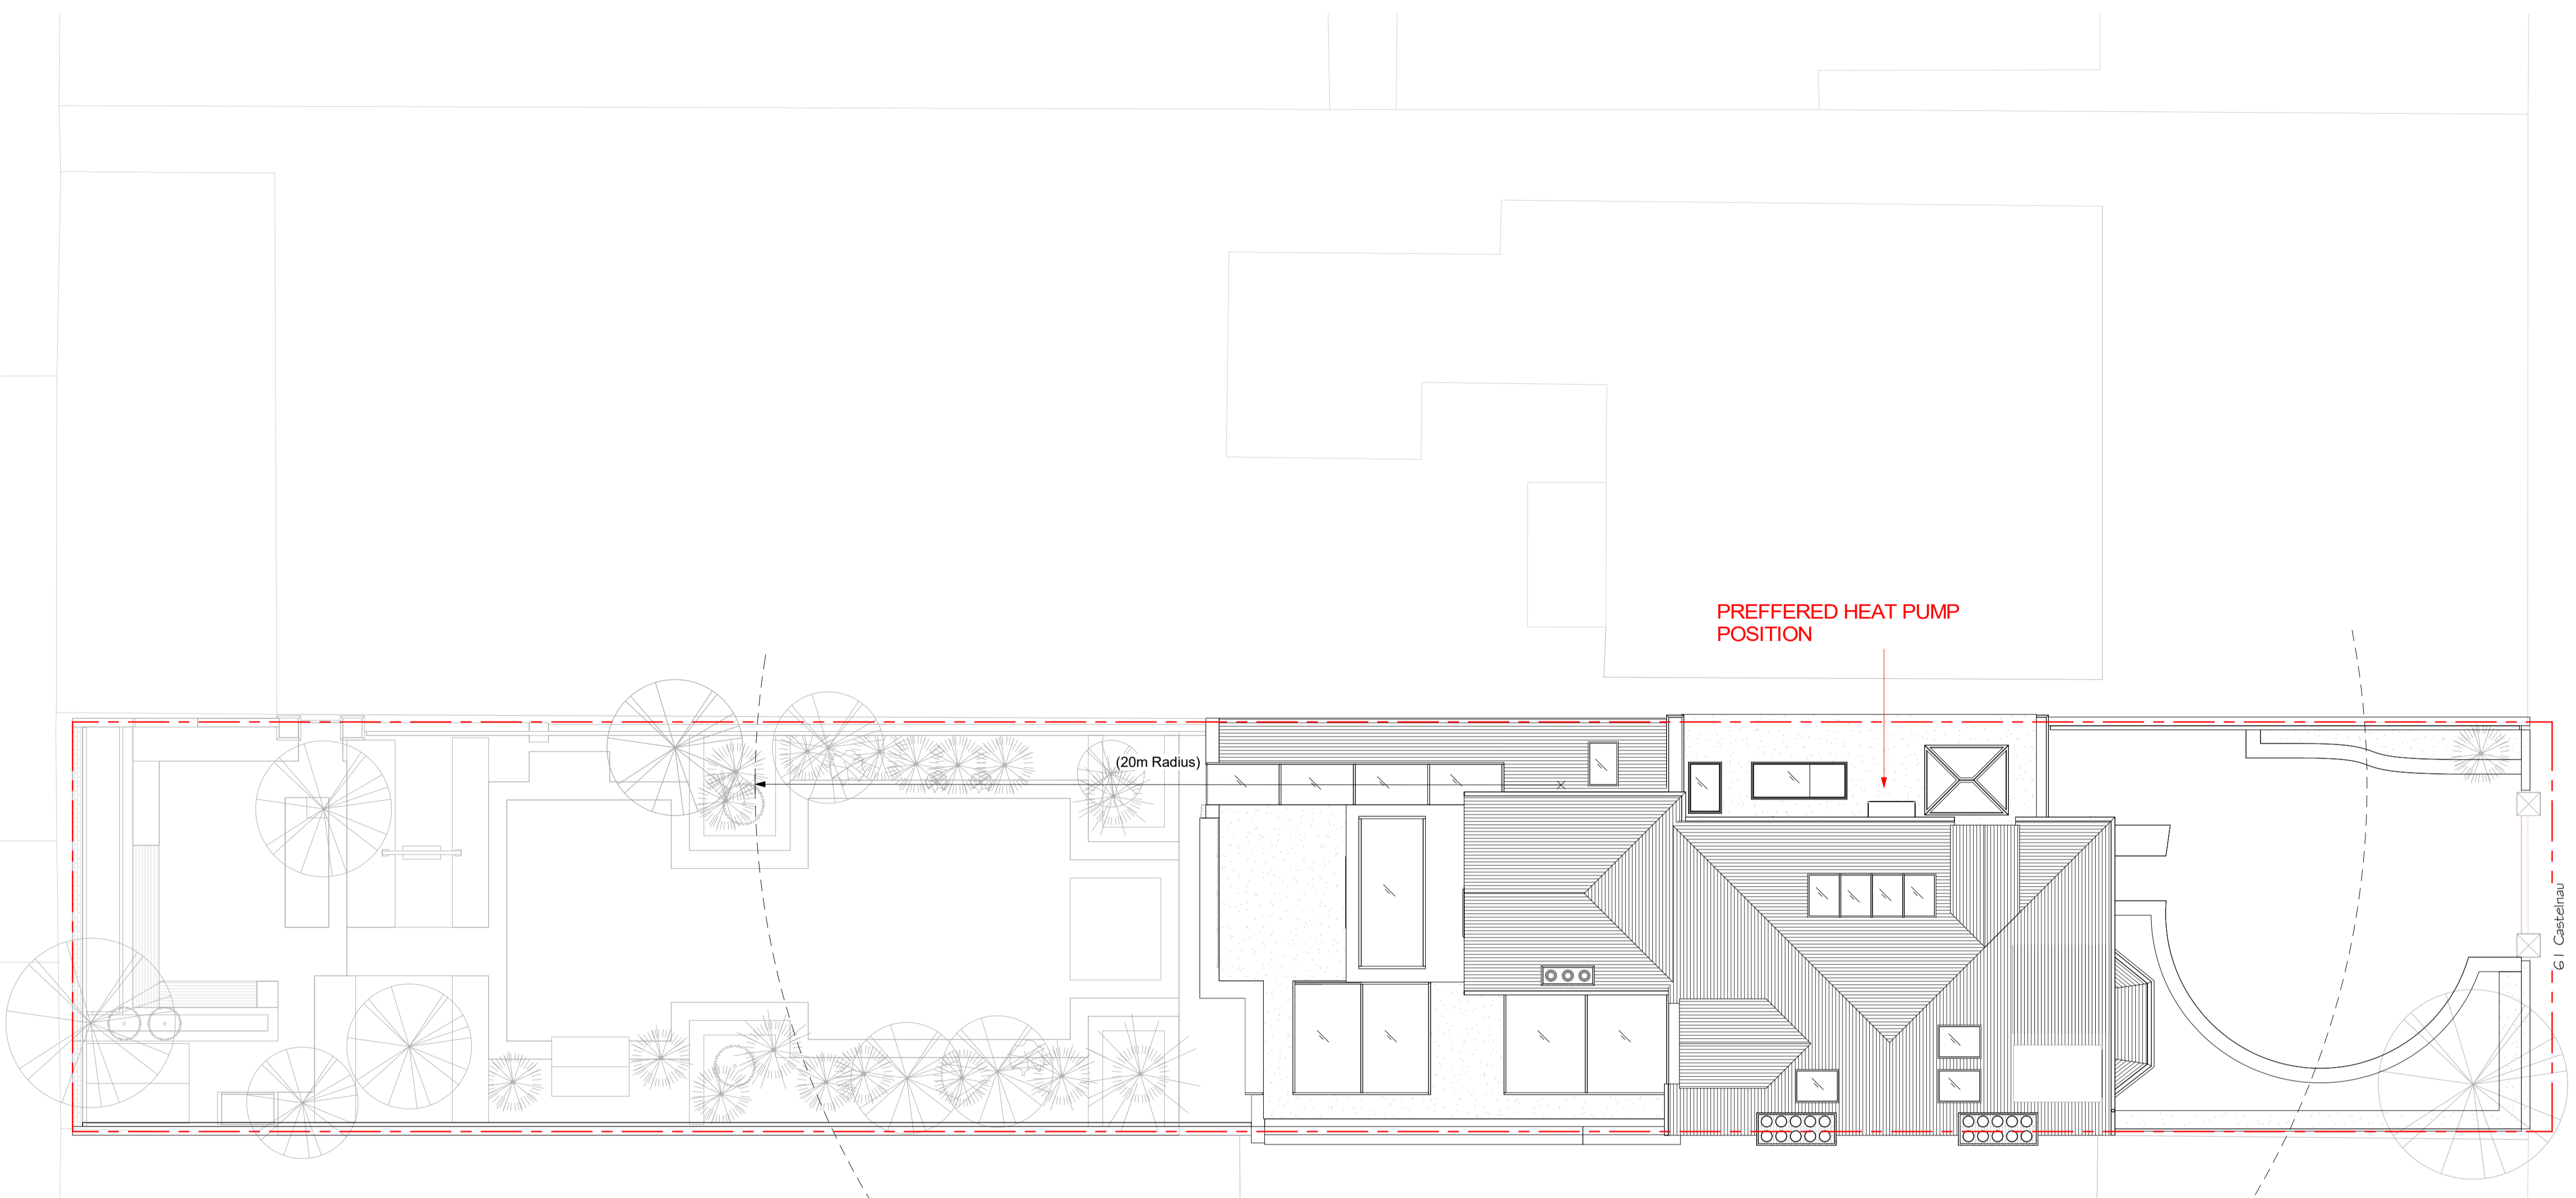 PREFFERED HEAT PUMP
POSITION
(20m Radius)
61 Castelnau